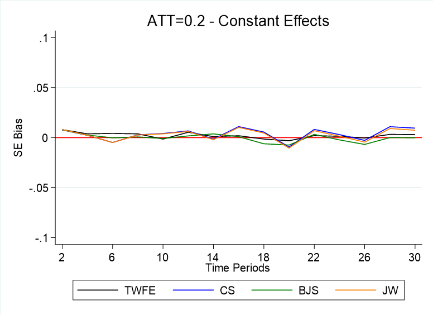 ATT=0.2 - Constant Effects
.1
.05
0
-.05
-.1
SE Bias
2 6 10 14 18 22 26 30
Time Periods
TWFE CS BJS JW